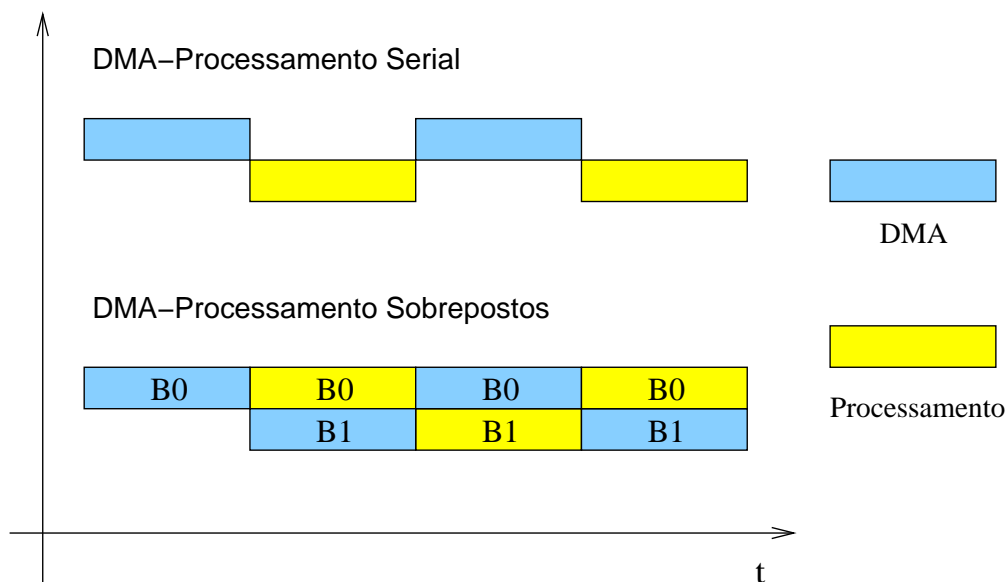 DMA−Processamento Serial
DMA
DMA−Processamento Sobrepostos
B0 B0 B0 B0
Processamento
B1 B1 B1
t